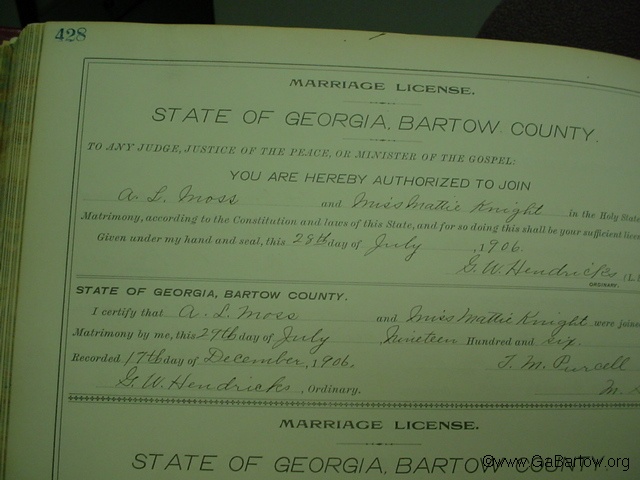 428
MARRIAGE LICENSE.
STATE OF GEORGIA, BARTOW COUNTY.
TO ANY JUDGE, JUSTICE OF THE PEACE, OR MINISTER OF THE GOSPEL:
YOU ARE HEREBY AUTHORIZED TO JOIN
A. L. Moss and Miss Mattie Knight in the Holy State
Matrimony, according to the Constitution and laws of this State, and for so doing this shall be your sufficient
Given under my hand and seal, this 28th day of July, 1906.
G. W. Hendricks (L.
ORDINARY.
STATE OF GEORGIA, BARTOW COUNTY.
I certify that A. L. Moss and Miss Mattie Knight were
Matrimony by me, this 29th day of July, Nineteen Hundred and six.
Recorded 17th day of December, 1906. T. M. Purcell
G. W. Hendricks, Ordinary. M.
MARRIAGE LICENSE.
STATE OF GEORGIA, BARTOW COUNTY.
©www.GaBartow.org